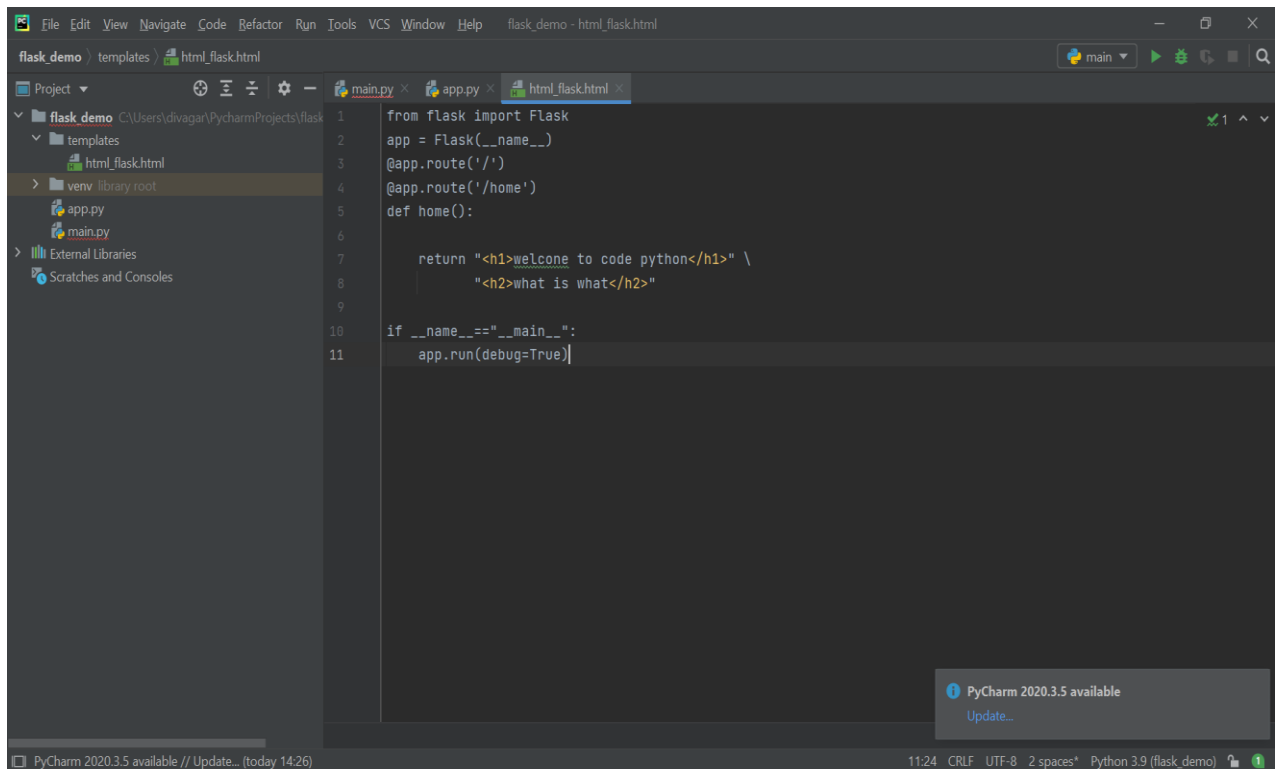 PC File Edit View Navigate Code Refactor Run Tools VCS Window Help flask_demo - html_flask.html
flask_demo templates html_flask.html main
Project main.py app.py html_flask.html
flask_demo C:\Users\divagar\PycharmProjects\flask
templates
html_flask.html
venv library root
app.py
main.py
External Libraries
Scratches and Consoles
1 from flask import Flask
2 app = Flask(__name__)
3 @app.route('/')
4 @app.route('/home')
5 def home():
6
7 return "<h1>welcone to code python</h1>" \
8 "<h2>what is what</h2>"
9
10 if __name__=="__main__":
11 app.run(debug=True)
1
PyCharm 2020.3.5 available
Update...
PyCharm 2020.3.5 available // Update... (today 14:26) 11:24 CRLF UTF-8 2 spaces* Python 3.9 (flask_demo) 1